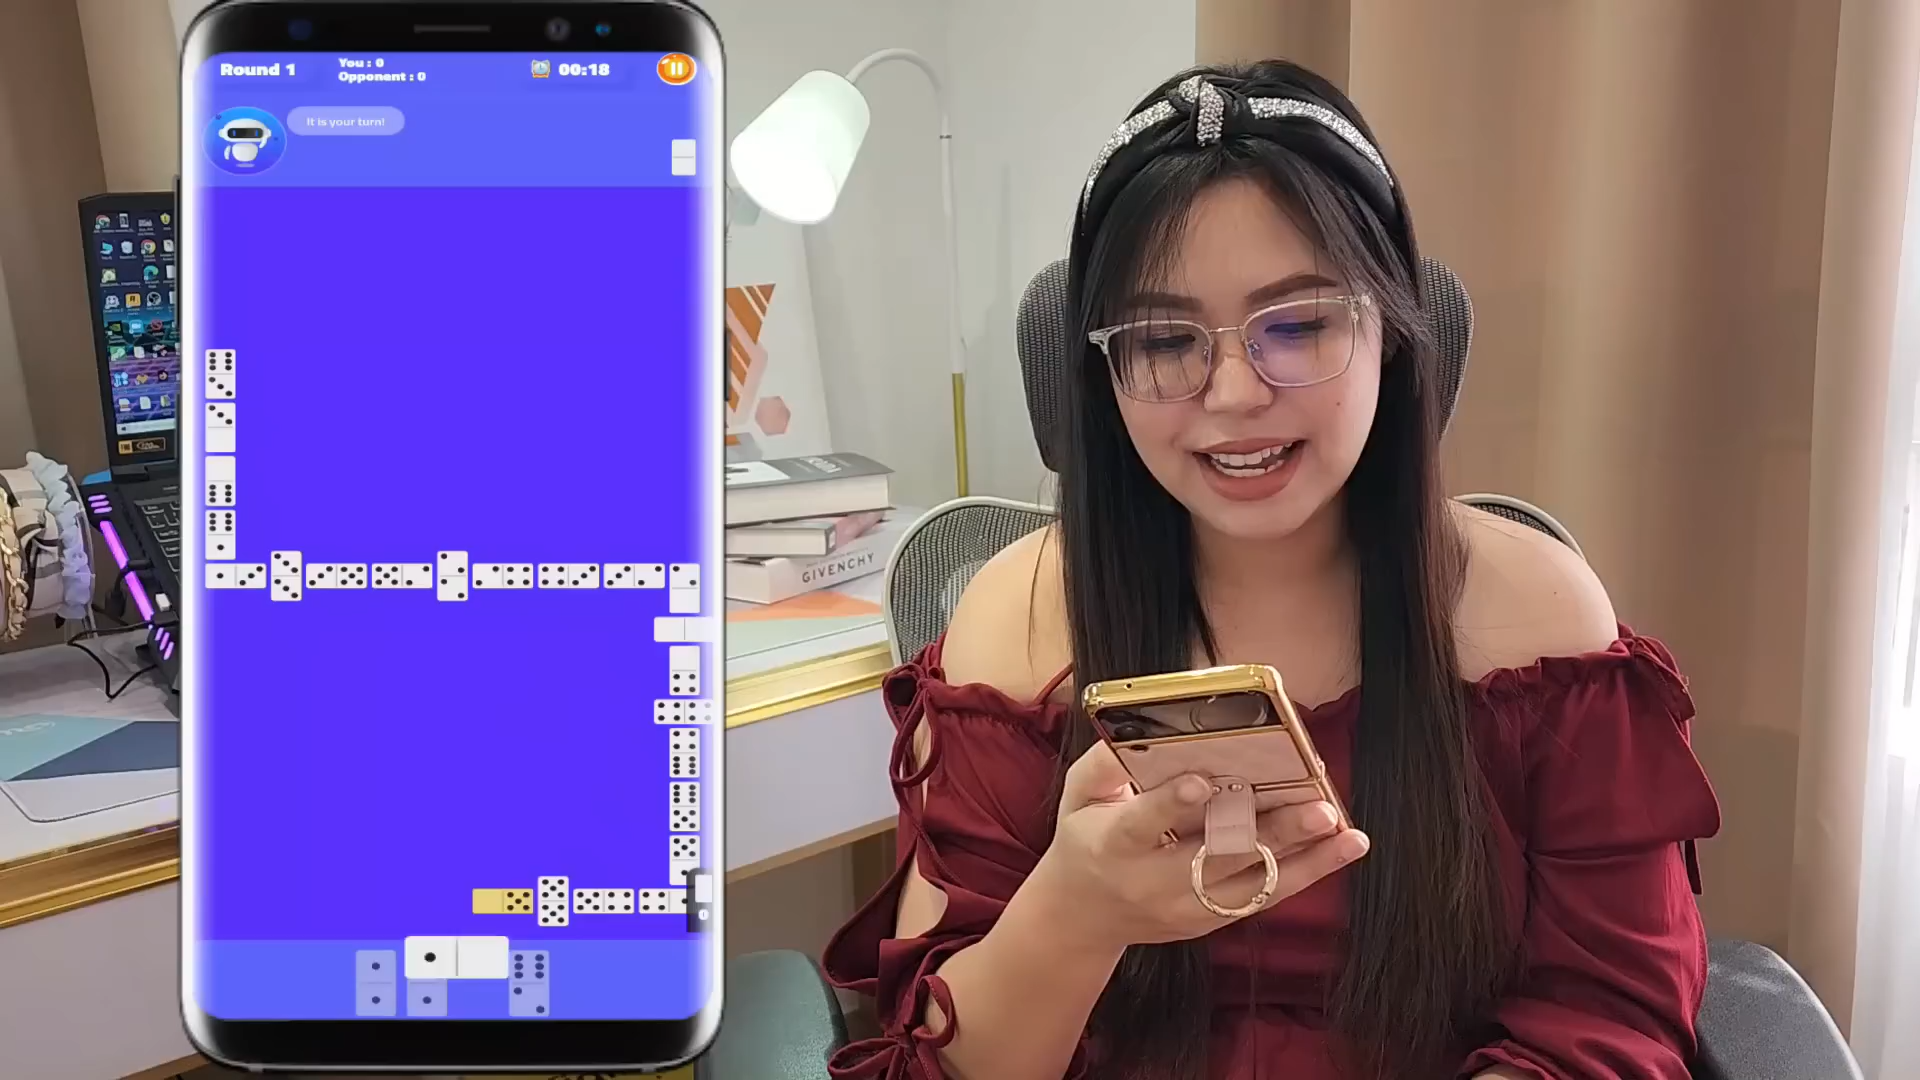 Round 1
You : 0
Opponent : 0
00:18
It is your turn!
GIVENCHY